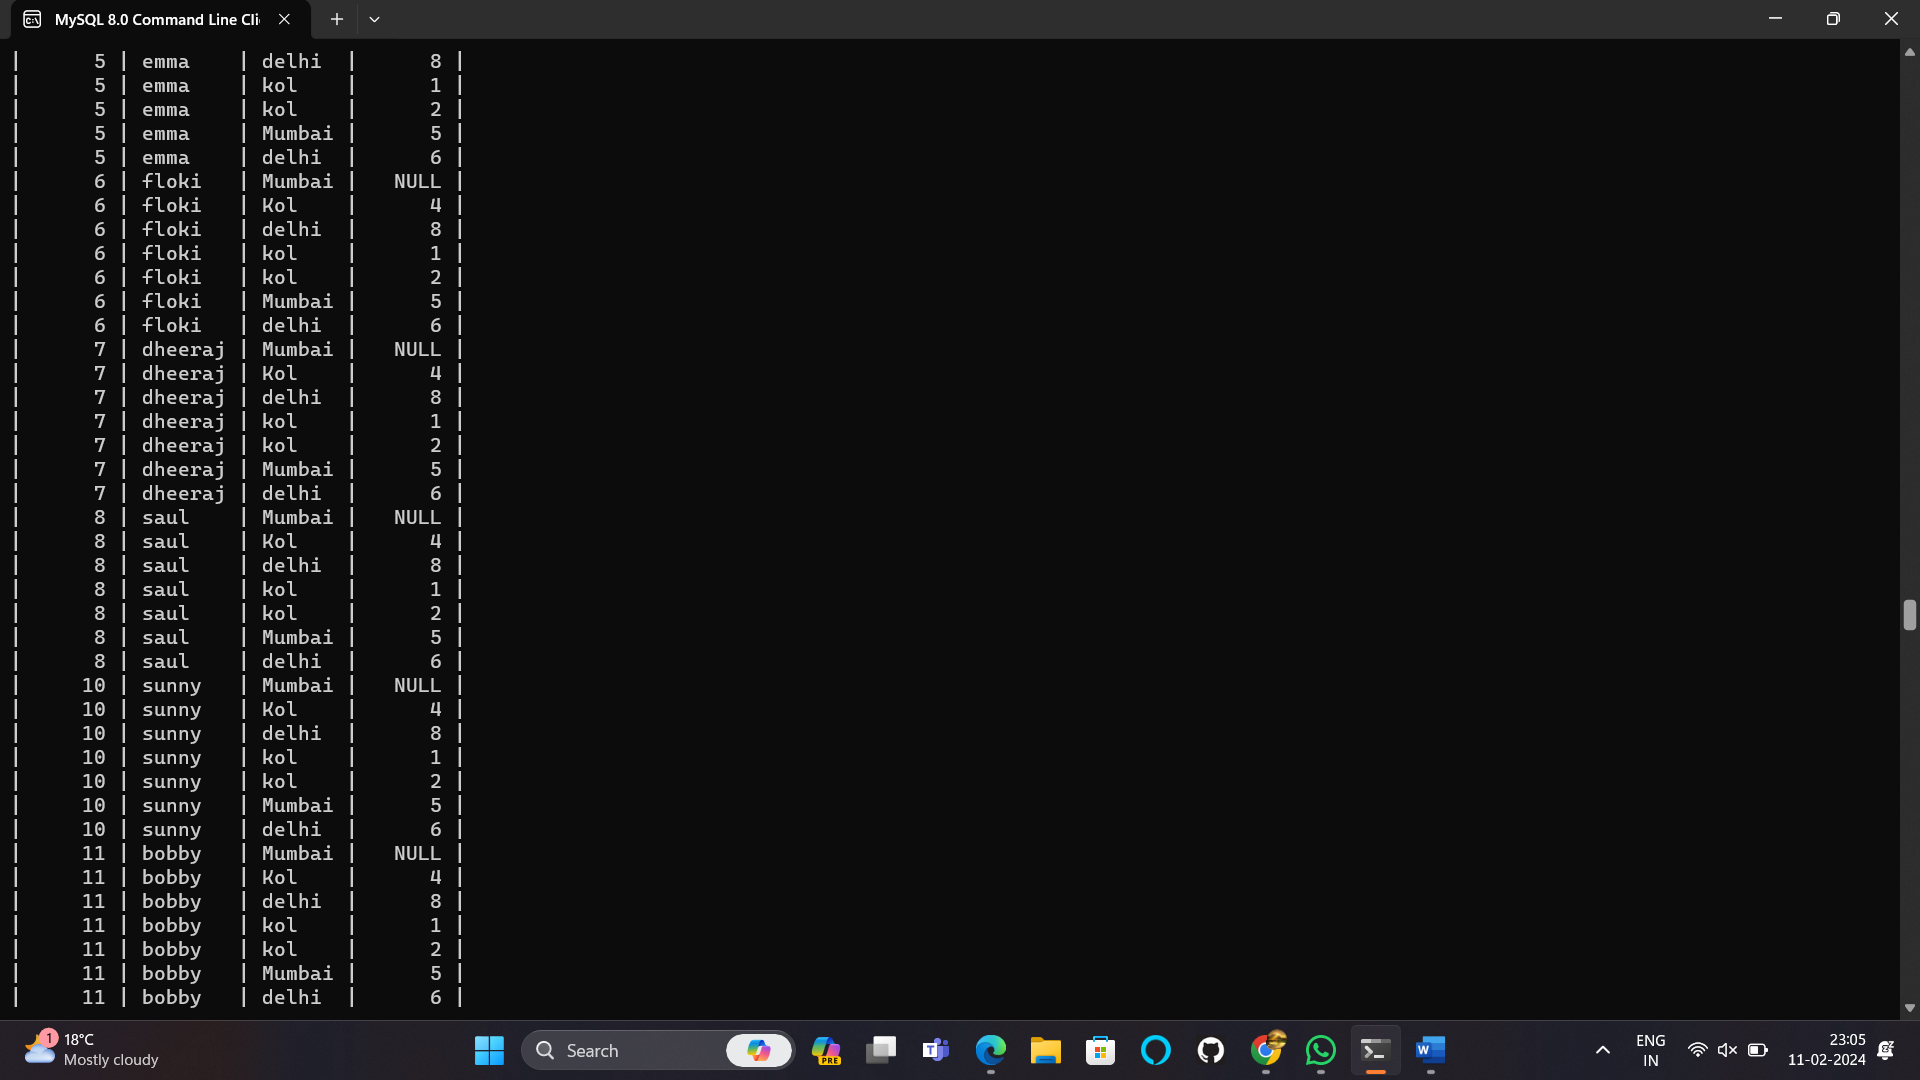 MySQL 8.0 Command Line Cli
|      5 | emma    | delhi  |      8 |
|      5 | emma    | kol    |      1 |
|      5 | emma    | kol    |      2 |
|      5 | emma    | Mumbai |      5 |
|      5 | emma    | delhi  |      6 |
|      6 | floki   | Mumbai |   NULL |
|      6 | floki   | Kol    |      4 |
|      6 | floki   | delhi  |      8 |
|      6 | floki   | kol    |      1 |
|      6 | floki   | kol    |      2 |
|      6 | floki   | Mumbai |      5 |
|      6 | floki   | delhi  |      6 |
|      7 | dheeraj | Mumbai |   NULL |
|      7 | dheeraj | Kol    |      4 |
|      7 | dheeraj | delhi  |      8 |
|      7 | dheeraj | kol    |      1 |
|      7 | dheeraj | kol    |      2 |
|      7 | dheeraj | Mumbai |      5 |
|      7 | dheeraj | delhi  |      6 |
|      8 | saul    | Mumbai |   NULL |
|      8 | saul    | Kol    |      4 |
|      8 | saul    | delhi  |      8 |
|      8 | saul    | kol    |      1 |
|      8 | saul    | kol    |      2 |
|      8 | saul    | Mumbai |      5 |
|      8 | saul    | delhi  |      6 |
|     10 | sunny   | Mumbai |   NULL |
|     10 | sunny   | Kol    |      4 |
|     10 | sunny   | delhi  |      8 |
|     10 | sunny   | kol    |      1 |
|     10 | sunny   | kol    |      2 |
|     10 | sunny   | Mumbai |      5 |
|     10 | sunny   | delhi  |      6 |
|     11 | bobby   | Mumbai |   NULL |
|     11 | bobby   | Kol    |      4 |
|     11 | bobby   | delhi  |      8 |
|     11 | bobby   | kol    |      1 |
|     11 | bobby   | kol    |      2 |
|     11 | bobby   | Mumbai |      5 |
|     11 | bobby   | delhi  |      6 |
1
18°C
Mostly cloudy
Search
PRE
ENG
IN
23:05
11-02-2024